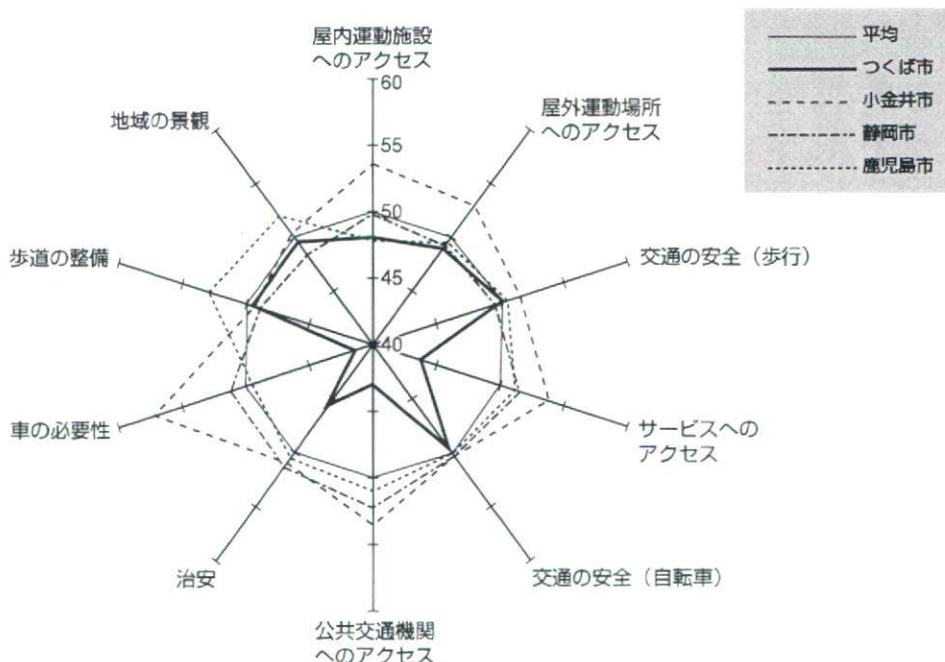 屋内運動施設
へのアクセス
60
55
50
45
40
屋外運動場所
へのアクセス
交通の安全（歩行）
サービスへの
アクセス
交通の安全（自転車）
公共交通機関
へのアクセス
治安
車の必要性
歩道の整備
地域の景観
平均
つくば市
小金井市
静岡市
鹿児島市